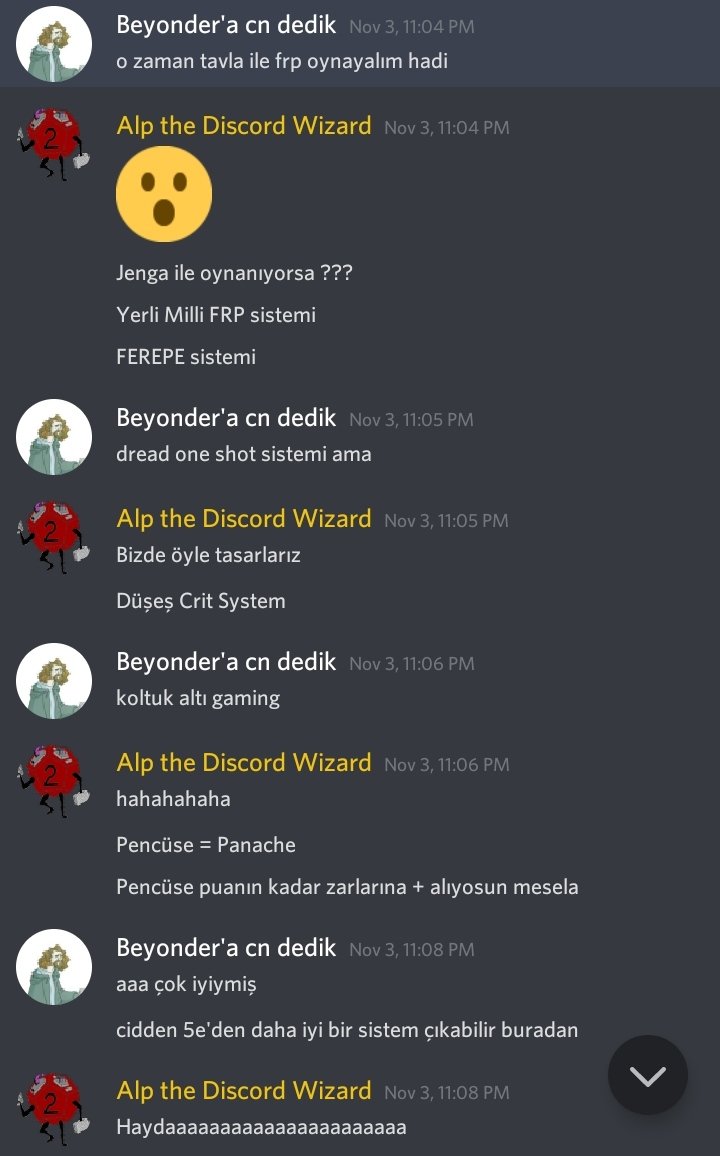 Beyonder'a cn dedik Nov 3, 11:04 PM
o zaman tavla ile frp oynayalım hadi
Alp the Discord Wizard Nov 3, 11:04 PM
Jenga ile oynanıyorsa ???
Yerli Milli FRP sistemi
FEREPE sistemi
Beyonder'a cn dedik Nov 3, 11:05 PM
dread one shot sistemi ama
Alp the Discord Wizard Nov 3, 11:05 PM
Bizde öyle tasarlarız
Düşeş Crit System
Beyonder'a cn dedik Nov 3, 11:06 PM
koltuk altı gaming
Alp the Discord Wizard Nov 3, 11:06 PM
hahahahaha
Pencüse = Panache
Pencüse puanın kadar zarlarına + alıyosun mesela
Beyonder'a cn dedik Nov 3, 11:08 PM
aaa çok iyiymiş
cidden 5e'den daha iyi bir sistem çıkabilir buradan
Alp the Discord Wizard Nov 3, 11:08 PM
Haydaaaaaaaaaaaaaaaaaaaaaa